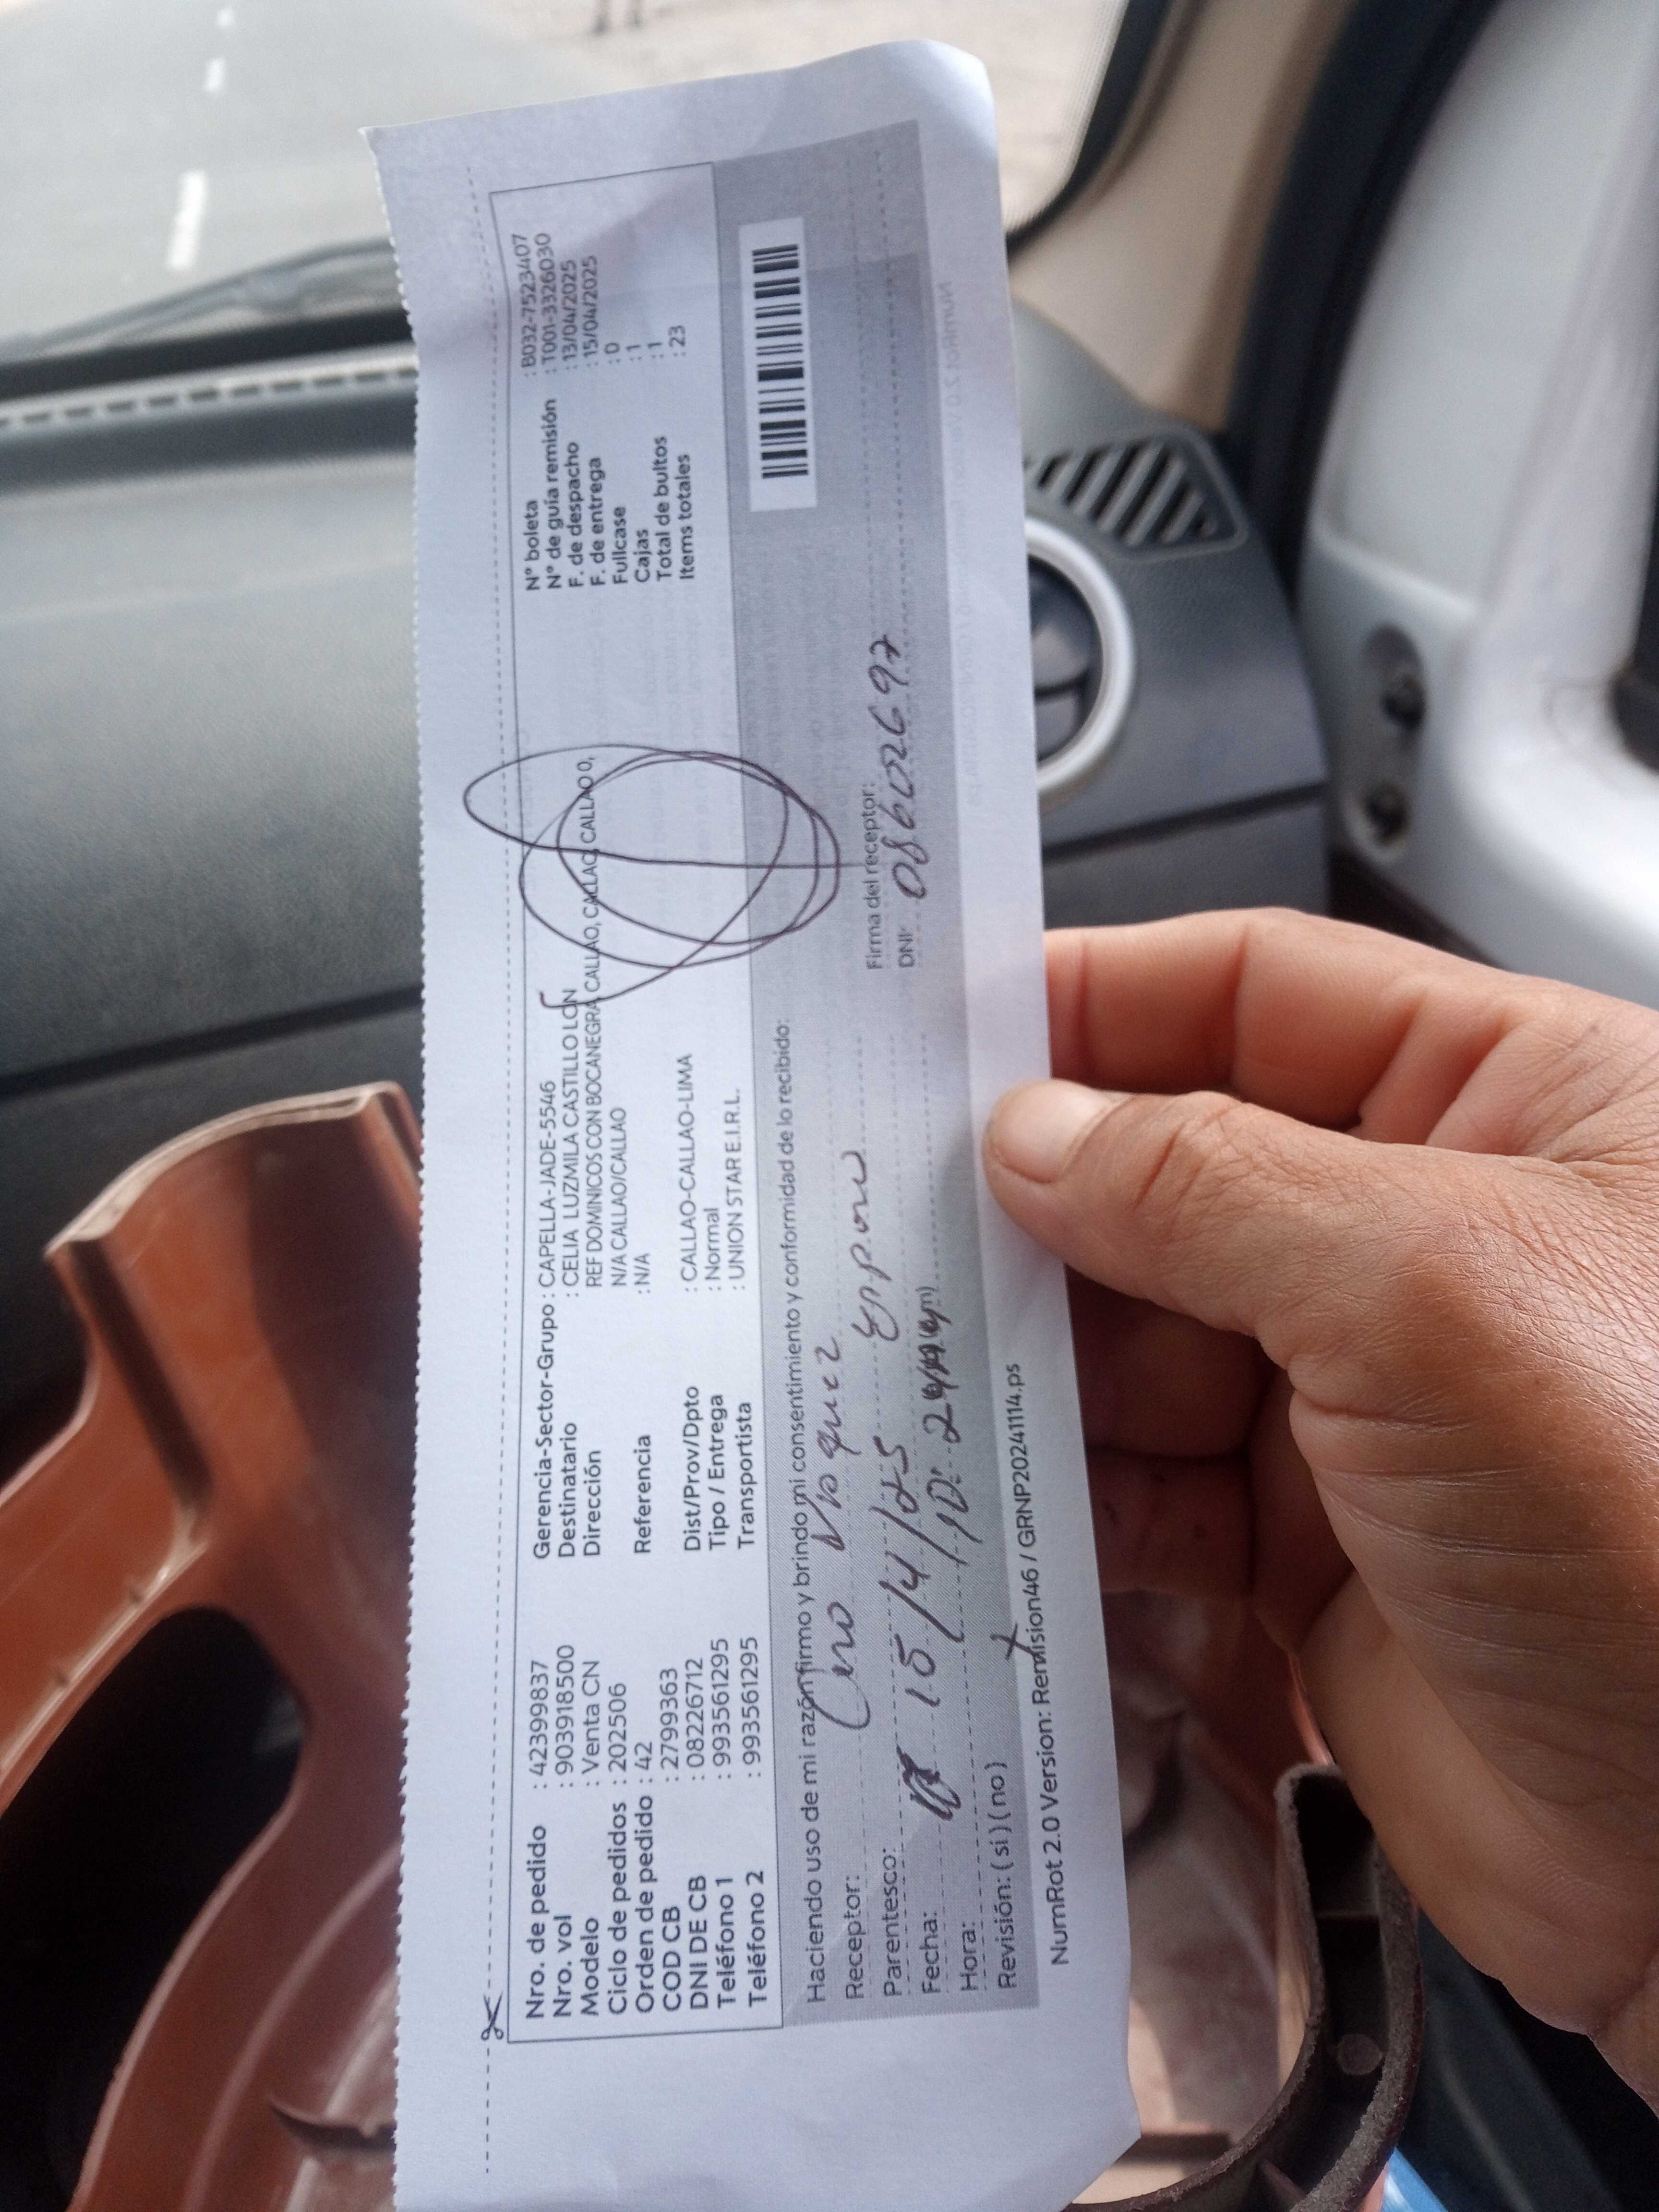 Nro. de pedido : 42399837
Nro. vol : 903918500
Modelo : Venta CN
Ciclo de pedidos : 202506
Orden de pedido : 42
COD CB : 2799363
DNI DE CB : 08226712
Teléfono 1 : 993561295
Teléfono 2 : 993561295
Gerencia-Sector-Grupo : CAPELLA-JADE-5546
Destinatario : CELIA LUZMILA CASTILLO LON
Dirección REF DOMINICOS CON BOCANEGRA, CALLAO, CALLAO, CALLAO, CALLAO 0,
N/A CALLAO/CALLAO
Referencia : N/A
Dist/Prov/Dpto : CALLAO-CALLAO-LIMA
Tipo / Entrega : Normal
Transportista : UNION STAR E.I.R.L.
N° boleta : B032-7523407
N° de guía remisión : T001-3326030
F. de despacho : 13/04/2025
F. de entrega : 15/04/2025
Fullcase : 0
Cajas : 1
Total de bultos : 1
Items totales : 23
Haciendo uso de mi razón firmo y brindo mi consentimiento y conformidad de lo recibido:
Receptor:
Parentesco: Esposo
Fecha: 15/4/25
Hora: 10:
Revisión: ( si ) ( no )
Firma del receptor:
DNI: 08602697
NumRot 2.0 Version: Remision46 / GRNP20241114.ps